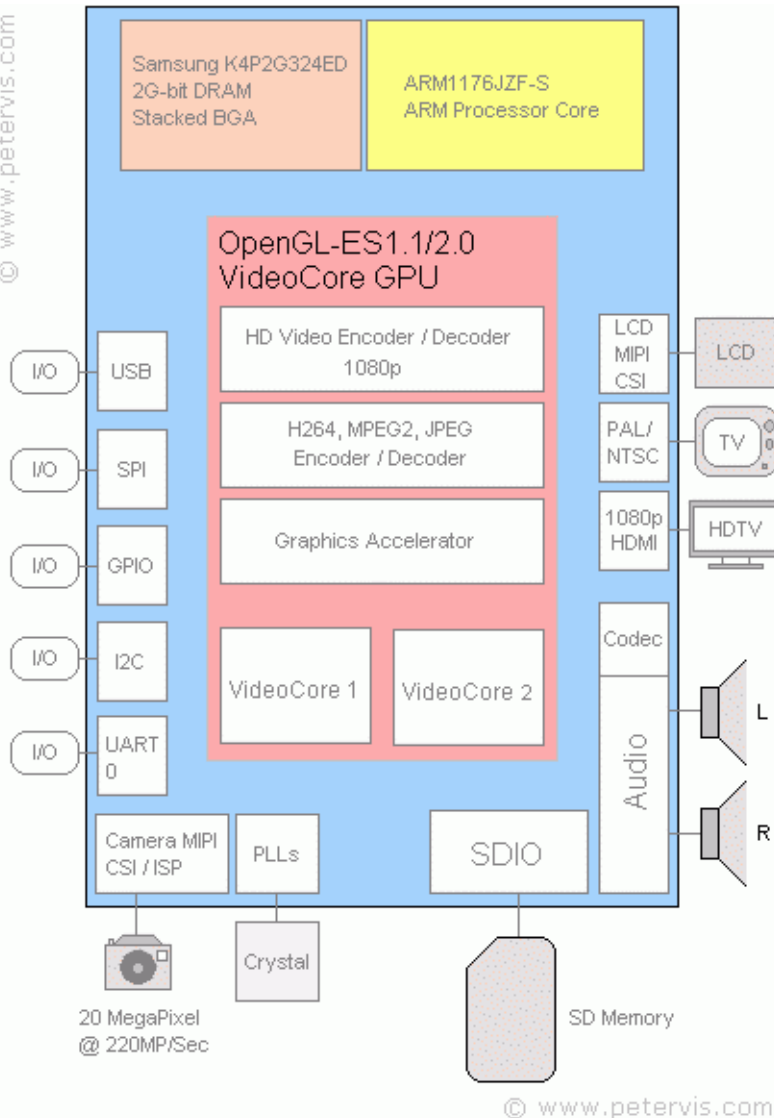 © www.petervis.com
Samsung K4P2G324ED
2G-bit DRAM
Stacked BGA
ARM1176JZF-S
ARM Processor Core
OpenGL-ES1.1/2.0
VideoCore GPU
HD Video Encoder / Decoder
1080p
H264, MPEG2, JPEG
Encoder / Decoder
Graphics Accelerator
VideoCore 1
VideoCore 2
I/O
USB
I/O
SPI
I/O
GPIO
I/O
I2C
I/O
UART
0
LCD
MIPI
CSI
LCD
PAL/
NTSC
TV
1080p
HDMI
HDTV
Codec
Audio
L
R
Camera MIPI
CSI / ISP
PLLs
SDIO
Crystal
20 MegaPixel
@ 220MP/Sec
SD Memory
© www.petervis.com